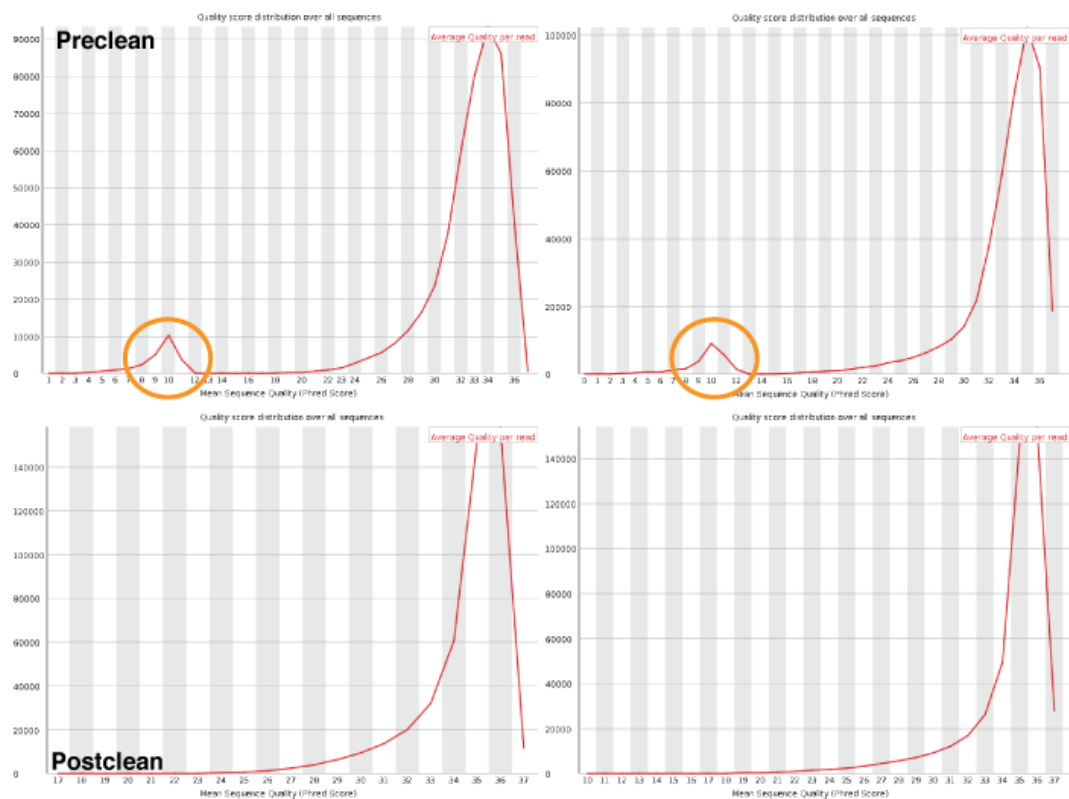 Quality score distribution over all sequences
Preclean
Average Quality per read
90000
80000
70000
60000
50000
40000
30000
20000
10000
0
1 2 3 4 5 6 7 8 9 10 12 13 14 16 18 20 22 23 24 26 28 30 32 33 34 36
Mean Sequence Quality (Phred Score)
Quality score distribution over all sequences
Average Quality per read
100000
80000
60000
40000
20000
0
0 1 2 3 4 5 6 7 8 10 12 14 16 18 20 22 24 26 28 30 32 34 36
Mean Sequence Quality (Phred Score)
Quality score distribution over all sequences
Average Quality per read
140000
120000
100000
80000
60000
40000
20000
0
Postclean
17 18 19 20 21 22 23 24 25 26 27 28 29 30 31 32 33 34 35 36 37
Mean Sequence Quality (Phred Score)
Quality score distribution over all sequences
Average Quality per read
140000
120000
100000
80000
60000
40000
20000
0
10 11 12 13 14 15 16 17 18 19 20 21 22 23 24 25 26 27 28 29 30 31 32 33 34 35 36 37
Mean Sequence Quality (Phred Score)